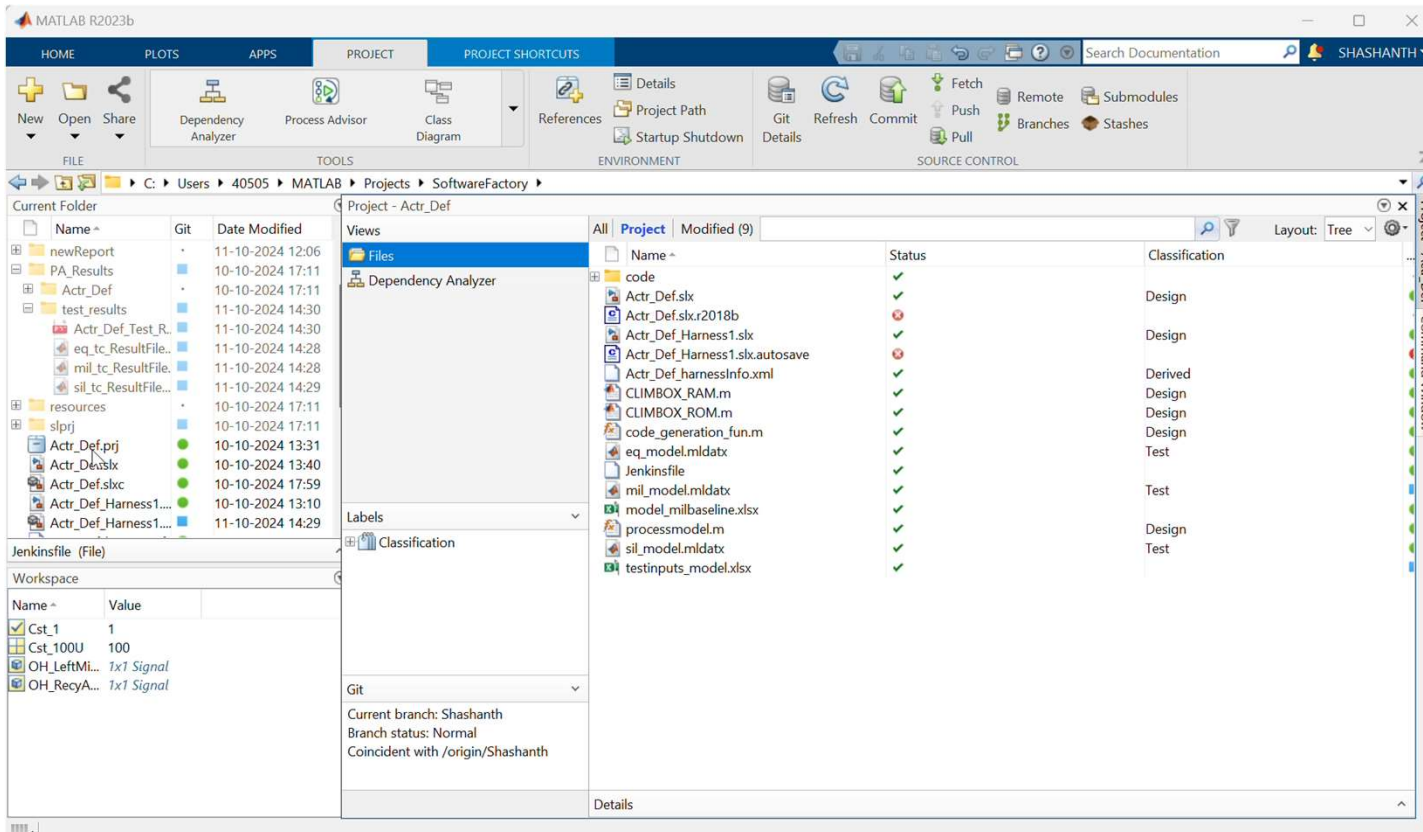 MATLAB R2023b
HOME PLOTS APPS PROJECT PROJECT SHORTCUTS Search Documentation SHASHANTH
New Open Share Dependency Analyzer Process Advisor Class Diagram References Details Project Path Startup Shutdown Git Details Refresh Commit Fetch Push Pull Remote Branches Submodules Stashes
FILE TOOLS ENVIRONMENT SOURCE CONTROL
C: Users 40505 MATLAB Projects SoftwareFactory
Current Folder
Name Git Date Modified
newReport 11-10-2024 12:06
PA_Results 10-10-2024 17:11
Actr_Def 10-10-2024 17:11
test_results 11-10-2024 14:30
Actr_Def_Test_R.. 11-10-2024 14:30
eq_tc_ResultFile.. 11-10-2024 14:28
mil_tc_ResultFile. 11-10-2024 14:28
sil_tc_ResultFile... 11-10-2024 14:29
resources 10-10-2024 17:11
slprj 10-10-2024 17:11
Actr_Def.prj 10-10-2024 13:31
Actr_Def.slx 10-10-2024 13:40
Actr_Def.slxc 10-10-2024 17:59
Actr_Def_Harness1.... 10-10-2024 13:10
Actr_Def_Harness1.... 11-10-2024 14:29
Jenkinsfile (File)
Workspace
Name Value
Cst_1 1
Cst_100U 100
OH_LeftMi... 1x1 Signal
OH_RecyA... 1x1 Signal
Project - Actr_Def
Views
Files
Dependency Analyzer
Labels
Classification
Git
Current branch: Shashanth
Branch status: Normal
Coincident with /origin/Shashanth
All Project Modified (9) Layout: Tree
Name Status Classification ...
code
Actr_Def.slx Design
Actr_Def.slx.r2018b
Actr_Def_Harness1.slx Design
Actr_Def_Harness1.slx.autosave
Actr_Def_harnessInfo.xml Derived
CLIMBOX_RAM.m Design
CLIMBOX_ROM.m Design
code_generation_fun.m Design
eq_model.mldatx Test
Jenkinsfile
mil_model.mldatx Test
model_milbaseline.xlsx
processmodel.m Design
sil_model.mldatx Test
testinputs_model.xlsx
Details